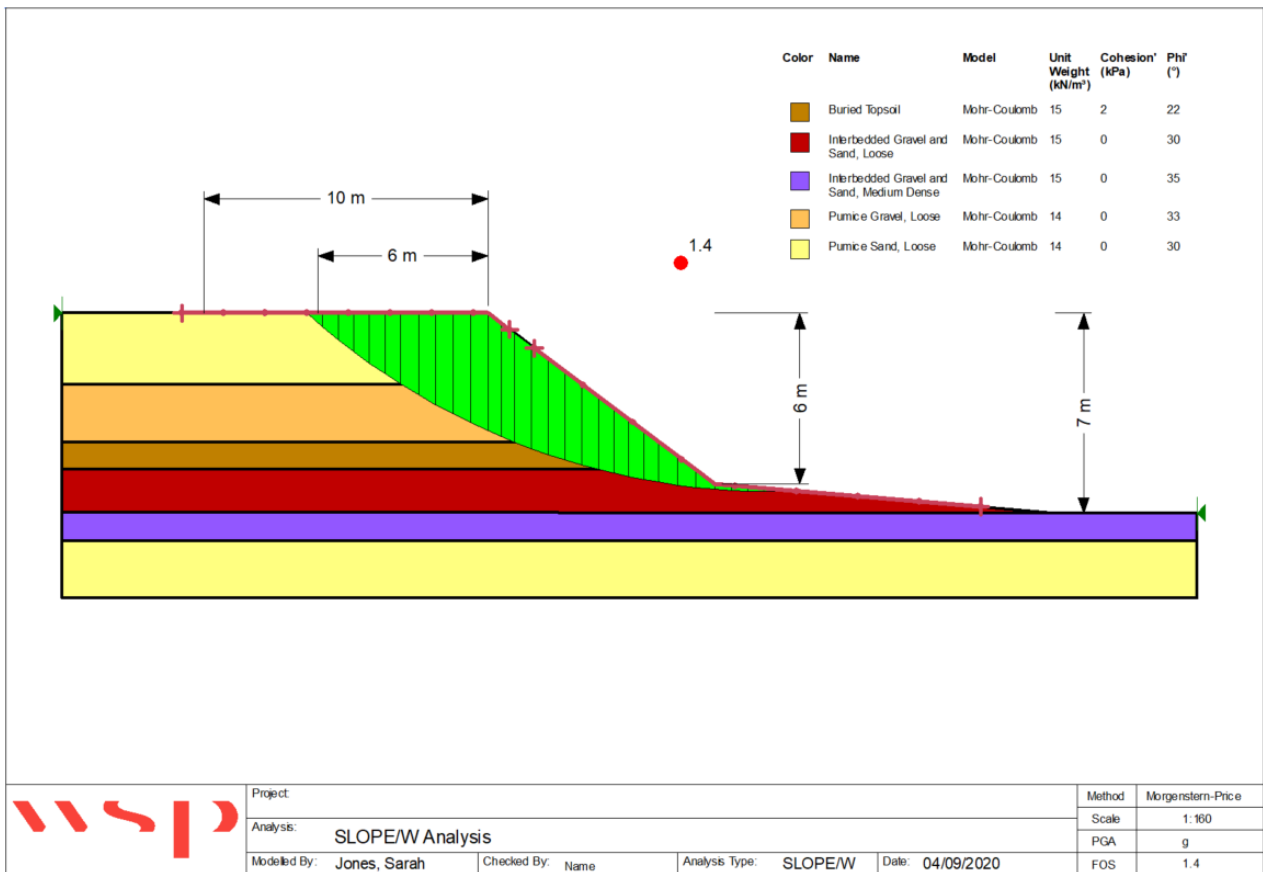 Color Name Model Unit Weight (kN/m³) Cohesion' (kPa) Phi' (°)
Buried Topsoil Mohr-Coulomb 15 2 22
Interbedded Gravel and Sand, Loose Mohr-Coulomb 15 0 30
Interbedded Gravel and Sand, Medium Dense Mohr-Coulomb 15 0 35
Pumice Gravel, Loose Mohr-Coulomb 14 0 33
Pumice Sand, Loose Mohr-Coulomb 14 0 30
10 m
6 m
1.4
6 m
7 m
wsp
Project:
Analysis: SLOPE/W Analysis
Modelled By: Jones, Sarah Checked By: Name Analysis Type: SLOPE/W Date: 04/09/2020
Method Morgenstern-Price
Scale 1:160
PGA g
FOS 1.4